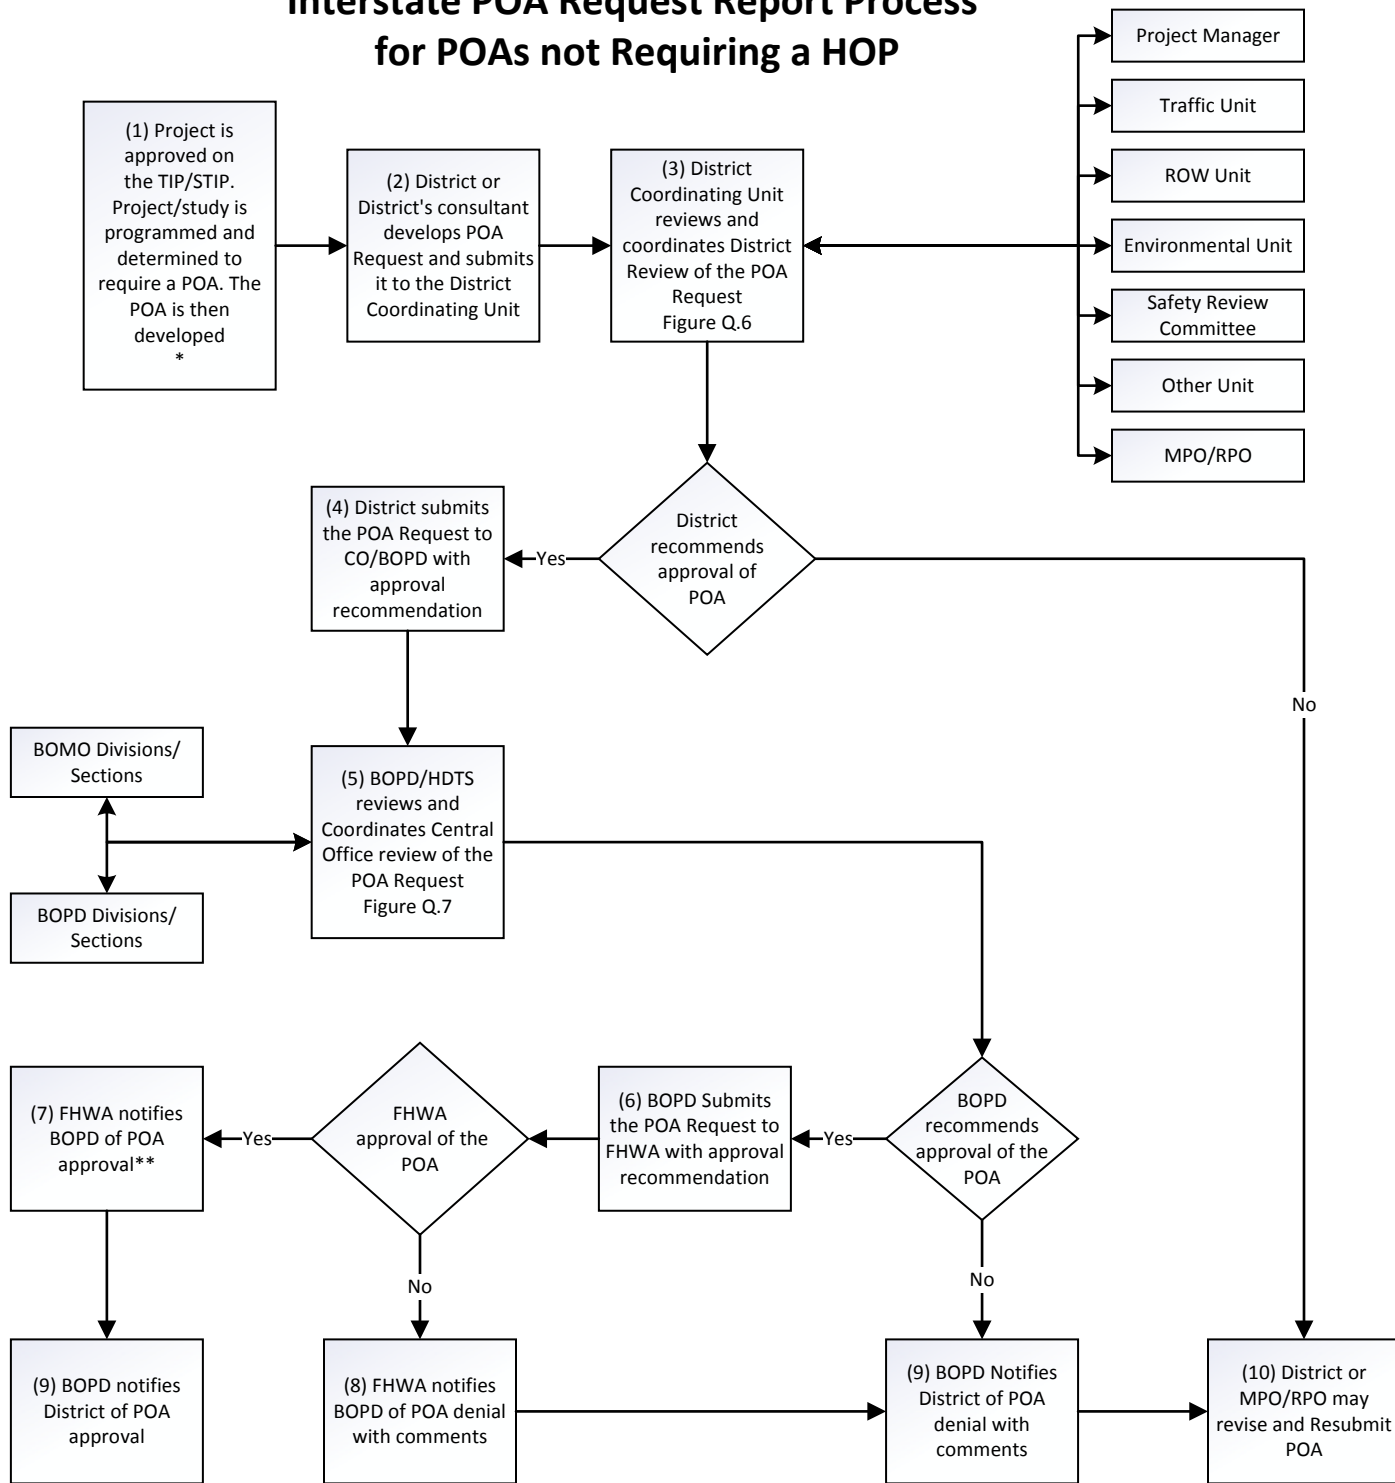 Interstate POA Request Report Process
for POAs not Requiring a HOP
(1) Project is
approved on
the TIP/STIP.
Project/study is
programmed and
determined to
require a POA. The
POA is then
developed
*
(2) District or
District's consultant
develops POA
Request and submits
it to the District
Coordinating Unit
(3) District
Coordinating Unit
reviews and
coordinates District
Review of the POA
Request
Figure Q.6
Project Manager
Traffic Unit
ROW Unit
Environmental Unit
Safety Review
Committee
Other Unit
MPO/RPO
District
recommends
approval of
POA
Yes
No
(4) District submits
the POA Request to
CO/BOPD with
approval
recommendation
BOMO Divisions/
Sections
BOPD Divisions/
Sections
(5) BOPD/HDTS
reviews and
Coordinates Central
Office review of the
POA Request
Figure Q.7
BOPD
recommends
approval of the
POA
Yes
No
(6) BOPD Submits
the POA Request to
FHWA with approval
recommendation
FHWA
approval of the
POA
Yes
No
(7) FHWA notifies
BOPD of POA
approval**
(9) BOPD notifies
District of POA
approval
(8) FHWA notifies
BOPD of POA denial
with comments
(9) BOPD Notifies
District of POA
denial with
comments
(10) District or
MPO/RPO may
revise and Resubmit
POA